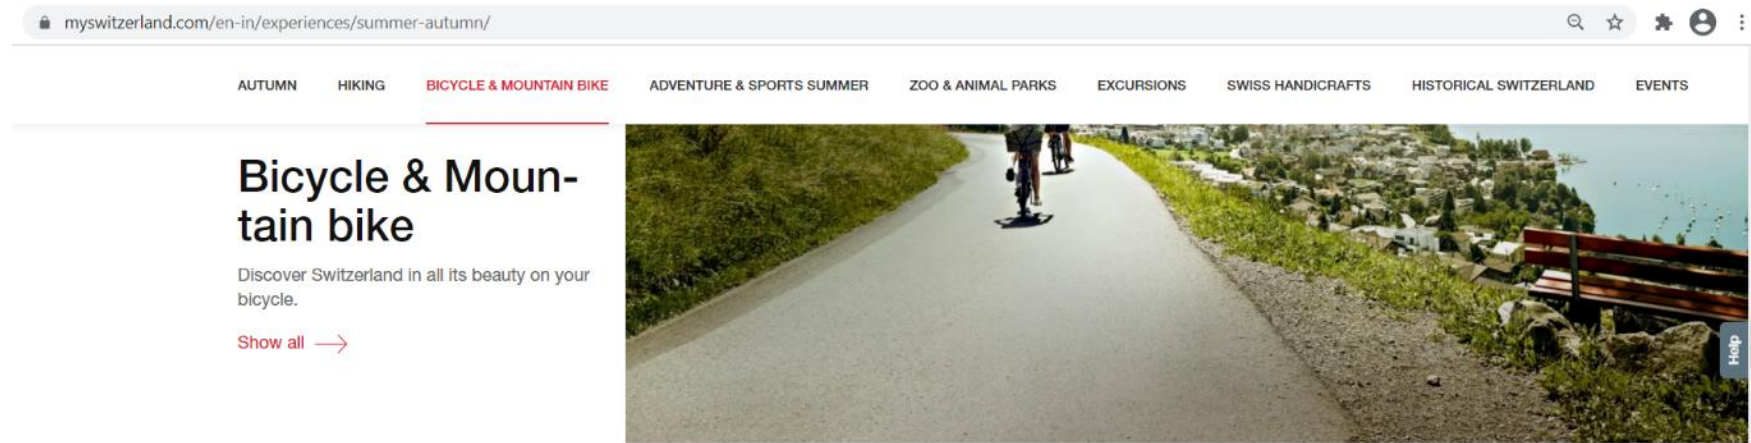 myswitzerland.com/en-in/experiences/summer-autumn/
AUTUMN HIKING BICYCLE & MOUNTAIN BIKE ADVENTURE & SPORTS SUMMER ZOO & ANIMAL PARKS EXCURSIONS SWISS HANDICRAFTS HISTORICAL SWITZERLAND EVENTS
Bicycle & Moun-
tain bike
Discover Switzerland in all its beauty on your
bicycle.
Show all
Help